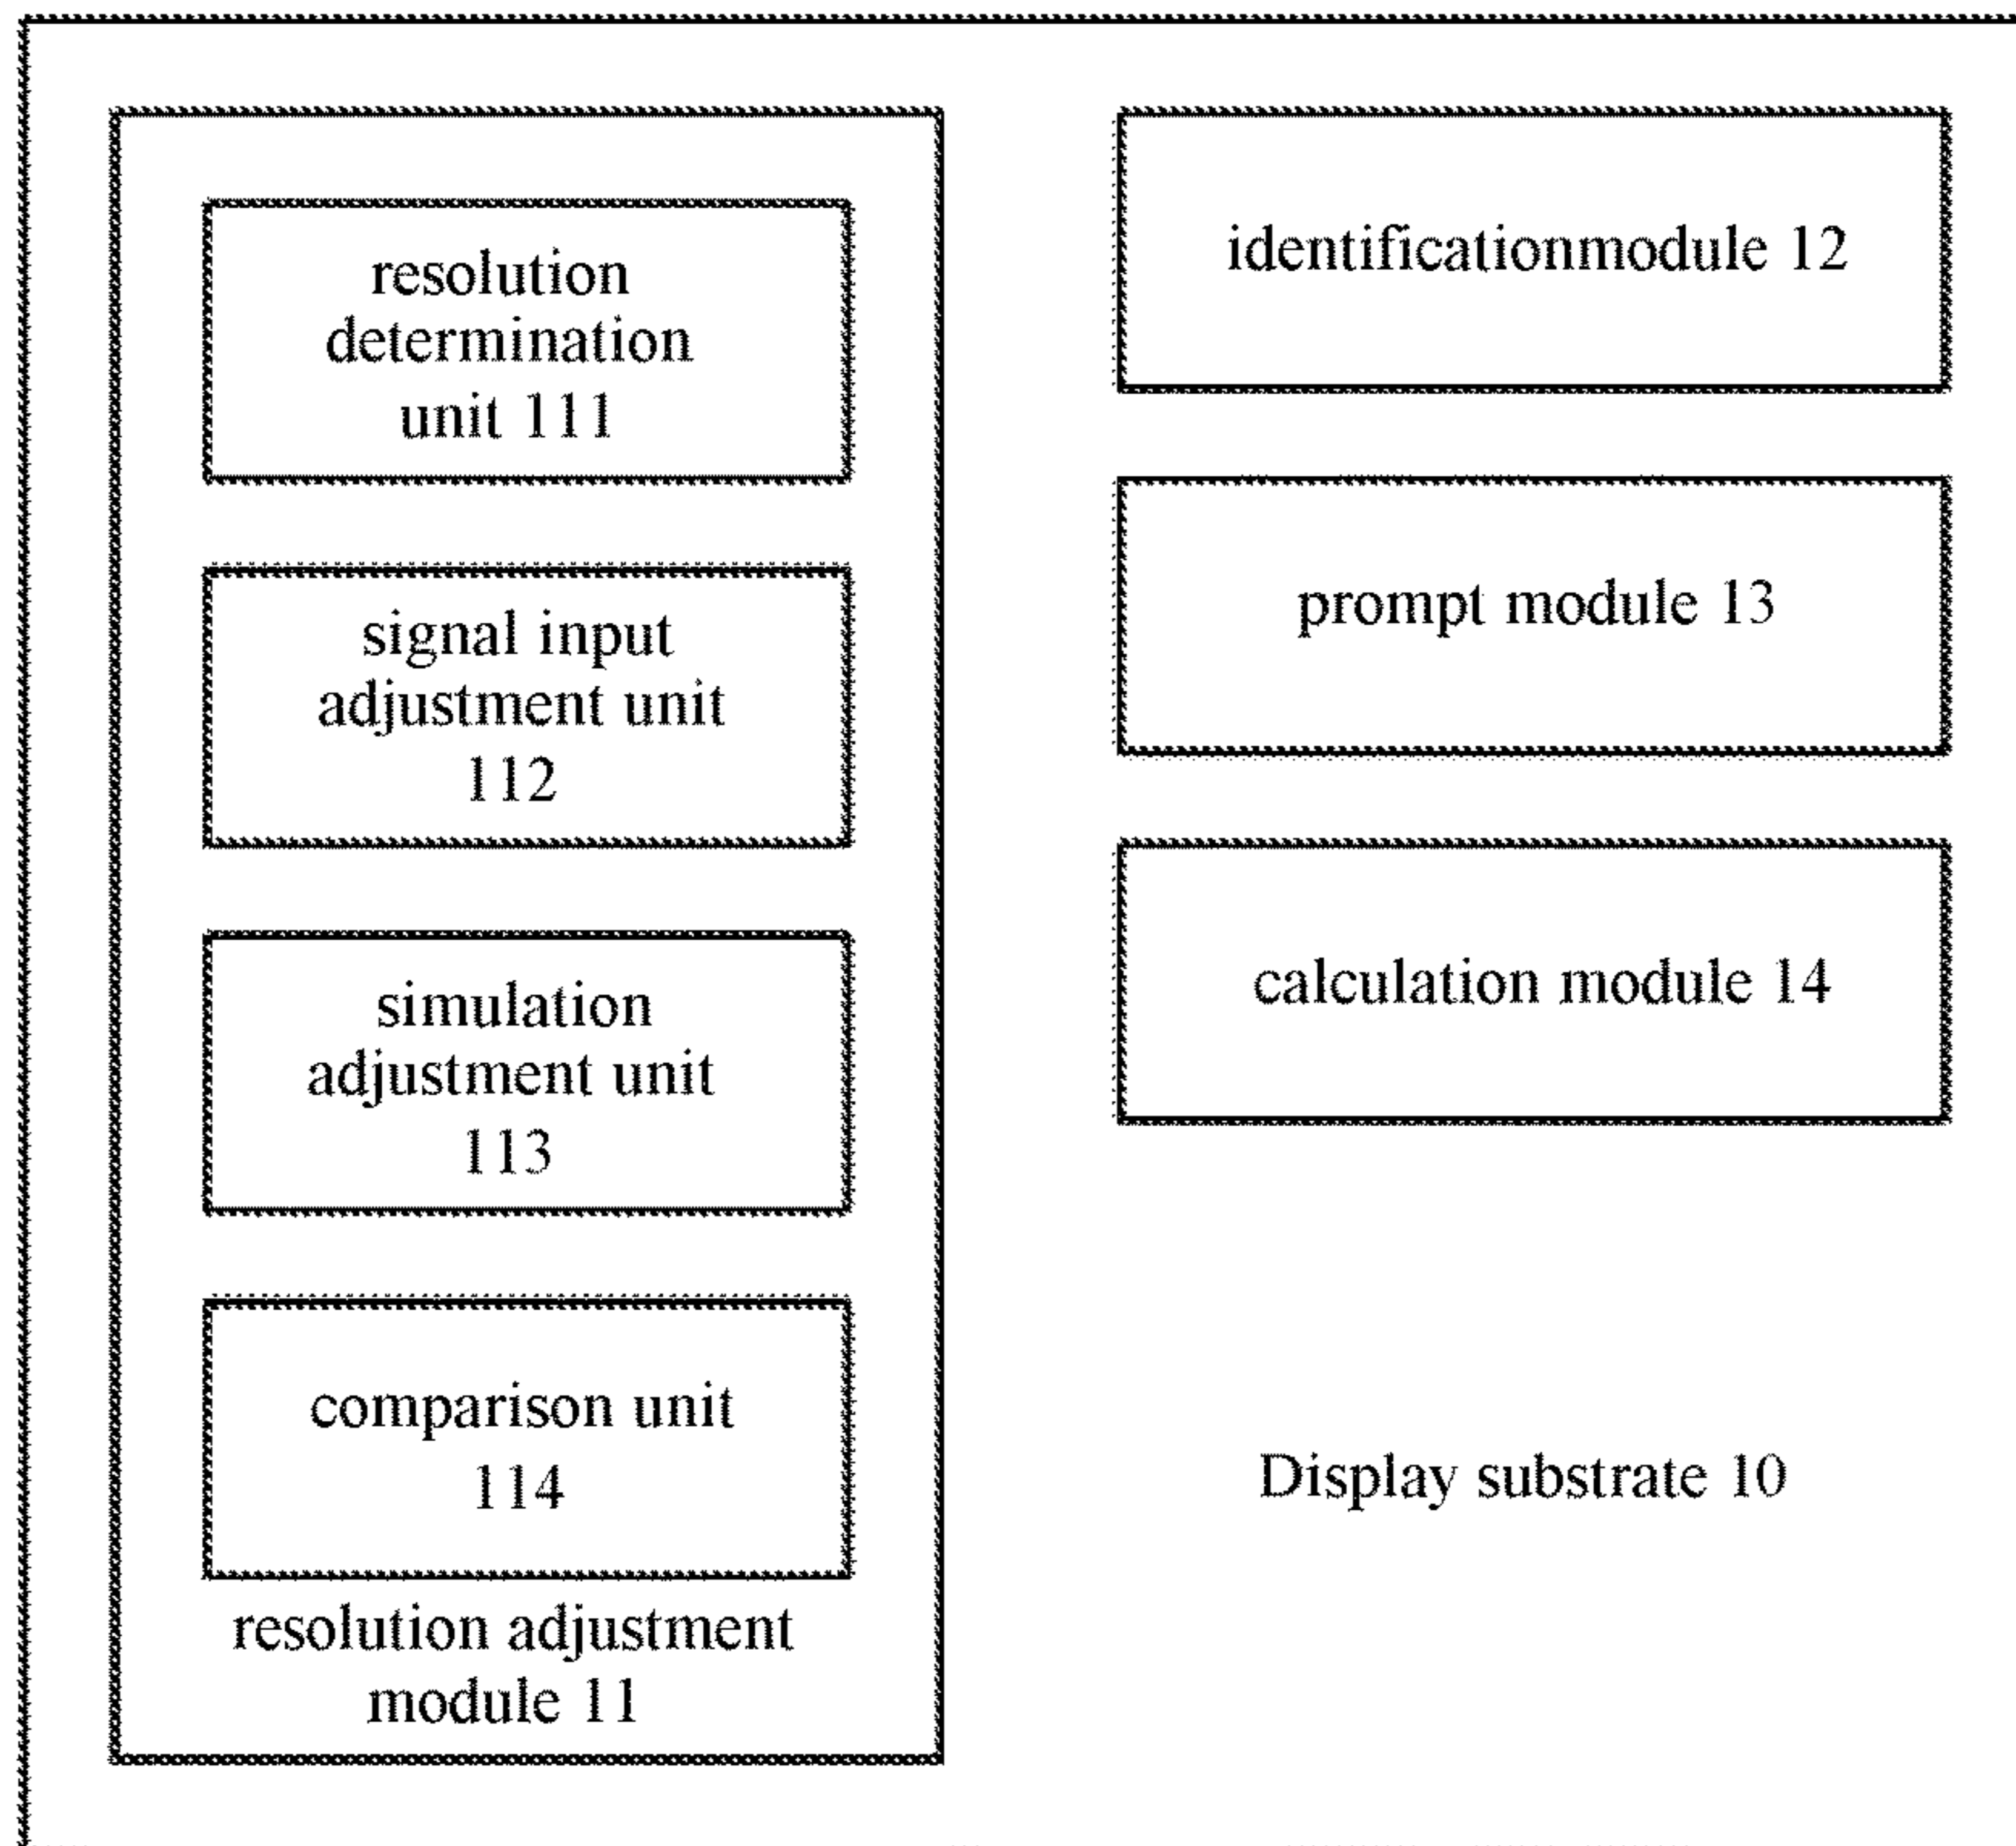 resolution
determination
unit 111
signal input
adjustment unit
112
simulation
adjustment unit
113
comparison unit
114
resolution adjustment
module 11
identificationmodule 12
prompt module 13
calculation module 14
Display substrate 10